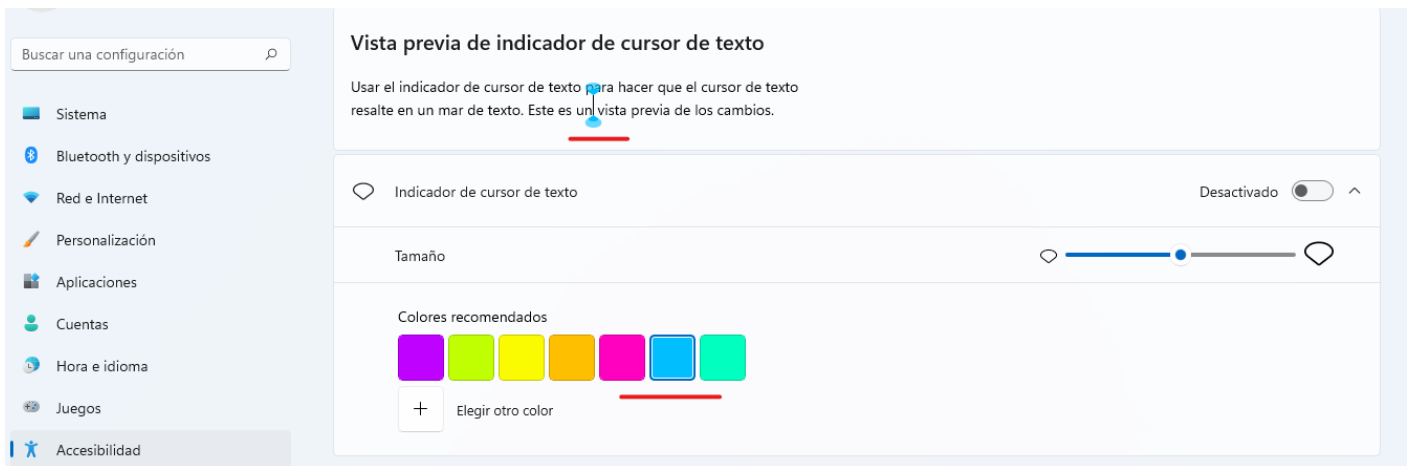 Buscar una configuración
Sistema
Bluetooth y dispositivos
Red e Internet
Personalización
Aplicaciones
Cuentas
Hora e idioma
Juegos
Accesibilidad
Vista previa de indicador de cursor de texto
Usar el indicador de cursor de texto para hacer que el cursor de texto
resalte en un mar de texto. Este es un vista previa de los cambios.
Indicador de cursor de texto
Desactivado
Tamaño
Colores recomendados
Elegir otro color